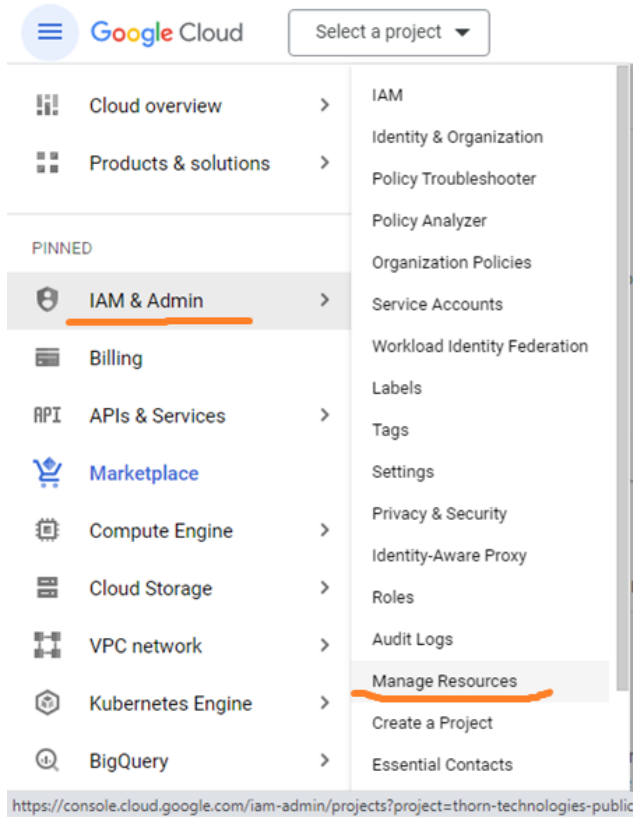 Google Cloud
Select a project
Cloud overview
Products & solutions
PINNED
IAM & Admin
Billing
API APIs & Services
Marketplace
Compute Engine
Cloud Storage
VPC network
Kubernetes Engine
BigQuery
IAM
Identity & Organization
Policy Troubleshooter
Policy Analyzer
Organization Policies
Service Accounts
Workload Identity Federation
Labels
Tags
Settings
Privacy & Security
Identity-Aware Proxy
Roles
Audit Logs
Manage Resources
Create a Project
Essential Contacts
https://console.cloud.google.com/iam-admin/projects?project=thorn-technologies-public